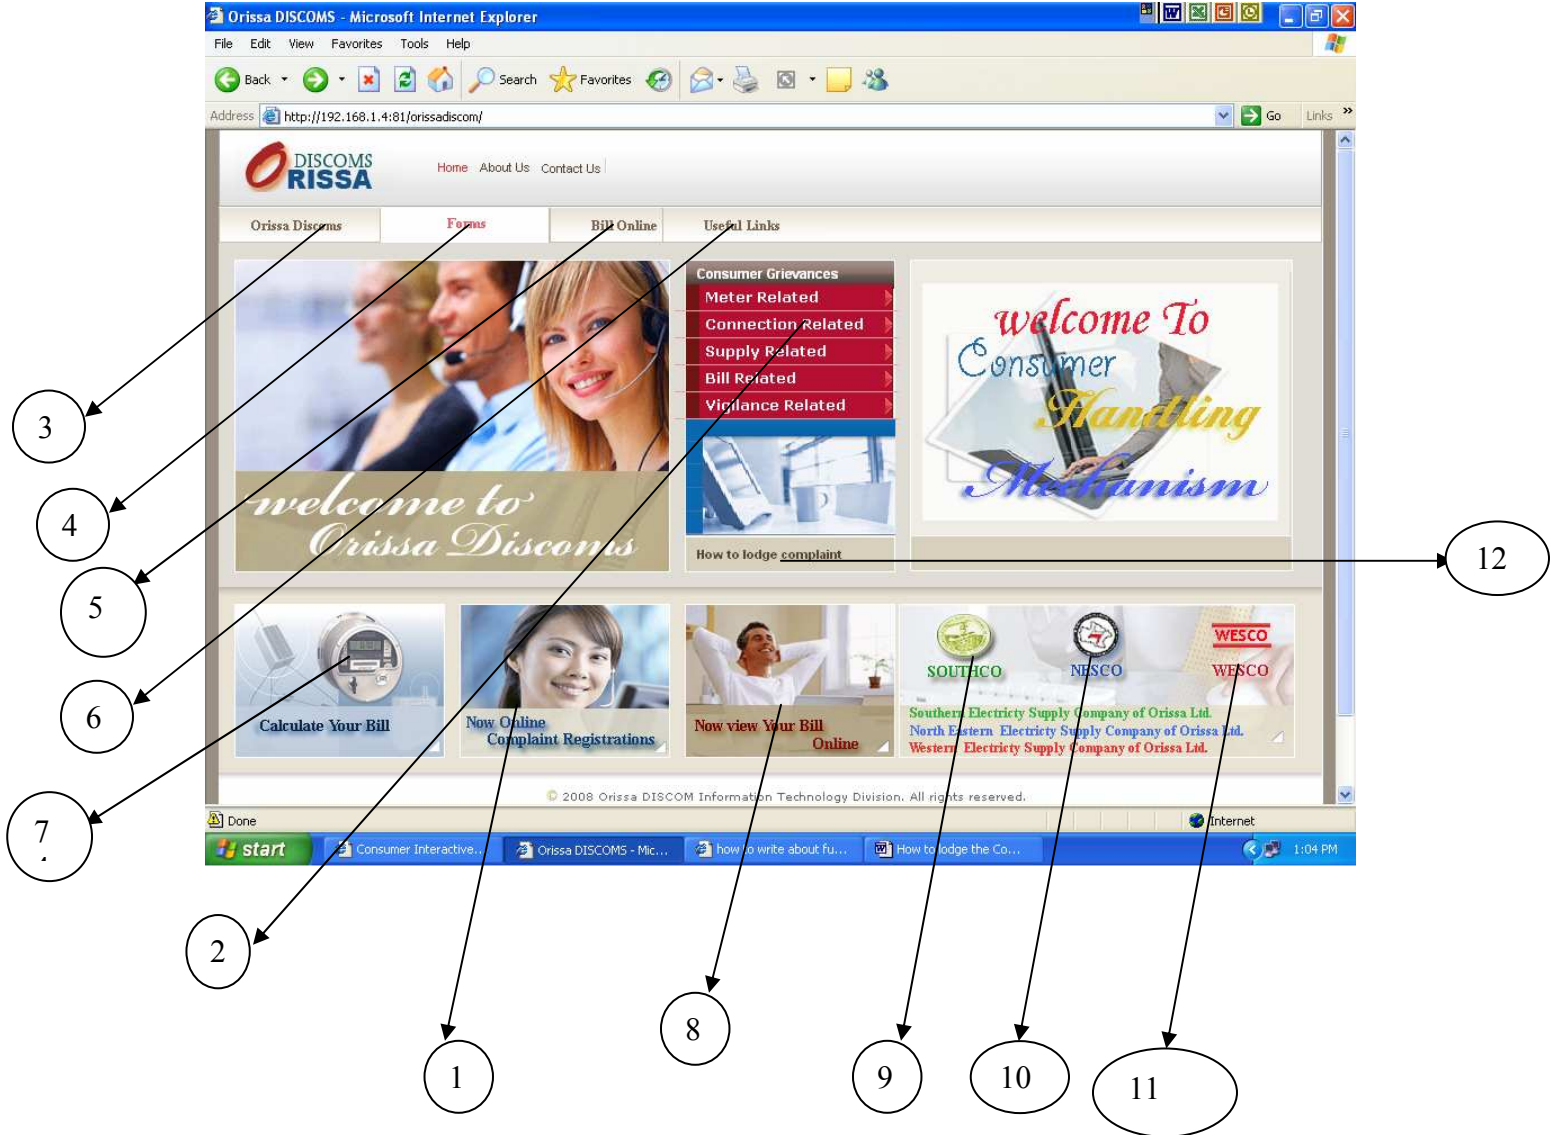 Orissa DISCOMS - Microsoft Internet Explorer
File Edit View Favorites Tools Help
Back Search Favorites
Address http://192.168.1.4:81/orissadiscom/ Go Links »
DISCOMS
ORISSA
Home About Us Contact Us
Orissa Discoms Forms Bill Online Useful Links
Consumer Grievances
Meter Related
Connection Related
Supply Related
Bill Related
Vigilance Related
How to lodge complaint
welcome to
Orissa Discoms
welcome To
Consumer
Handling
Mechanism
Calculate Your Bill
Now Online
Complaint Registrations
Now view Your Bill
Online
WESCO
SOUTHCO NESCO WESCO
Southern Electricty Supply Company of Orissa Ltd.
North Eastern Electricty Supply Company of Orissa Ltd.
Western Electricty Supply Company of Orissa Ltd.
© 2008 Orissa DISCOM Information Technology Division. All rights reserved.
Done Internet
start Consumer Interactive... Orissa DISCOMS - Mic... how to write about fu... How to lodge the Co... 1:04 PM
3
4
5
6
7
2
1
8
9
10
11
12